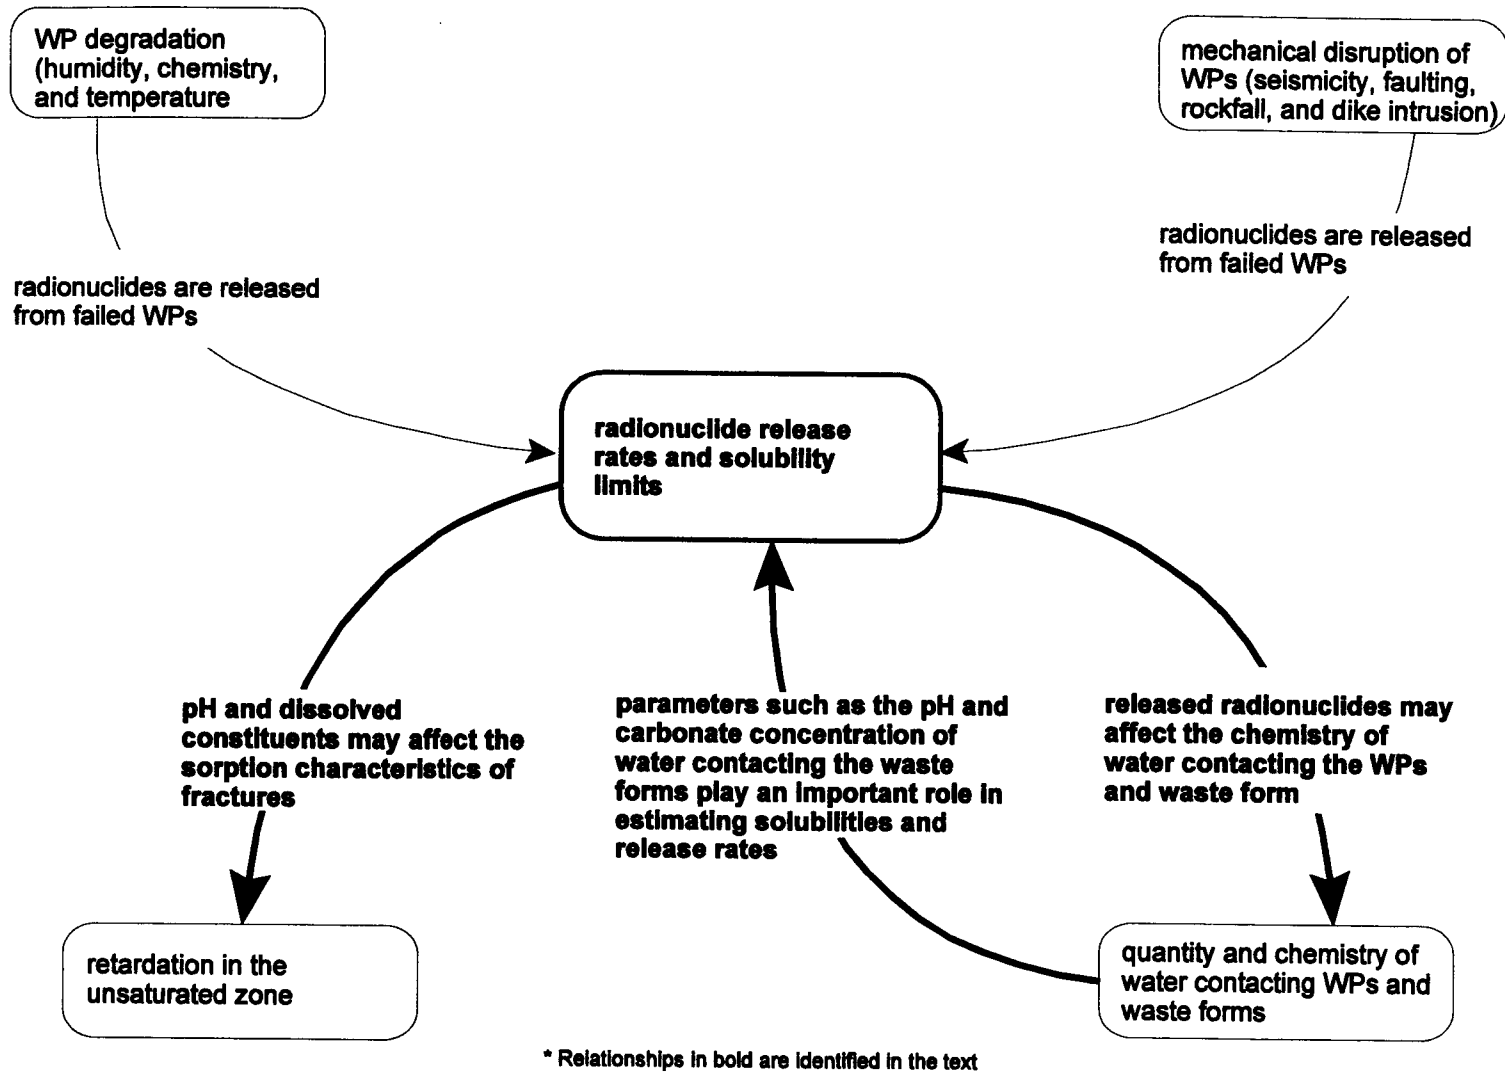 WP degradation
(humidity, chemistry,
and temperature
mechanical disruption of
WPs (seismicity, faulting,
rockfall, and dike intrusion)
radionuclides are released
from failed WPs
radionuclides are released
from failed WPs
radionuclide release
rates and solubility
limits
pH and dissolved
constituents may affect the
sorption characteristics of
fractures
parameters such as the pH and
carbonate concentration of
water contacting the waste
forms play an important role in
estimating solubilities and
release rates
released radionuclides may
affect the chemistry of
water contacting the WPs
and waste form
retardation in the
unsaturated zone
quantity and chemistry of
water contacting WPs and
waste forms
* Relationships in bold are identified in the text